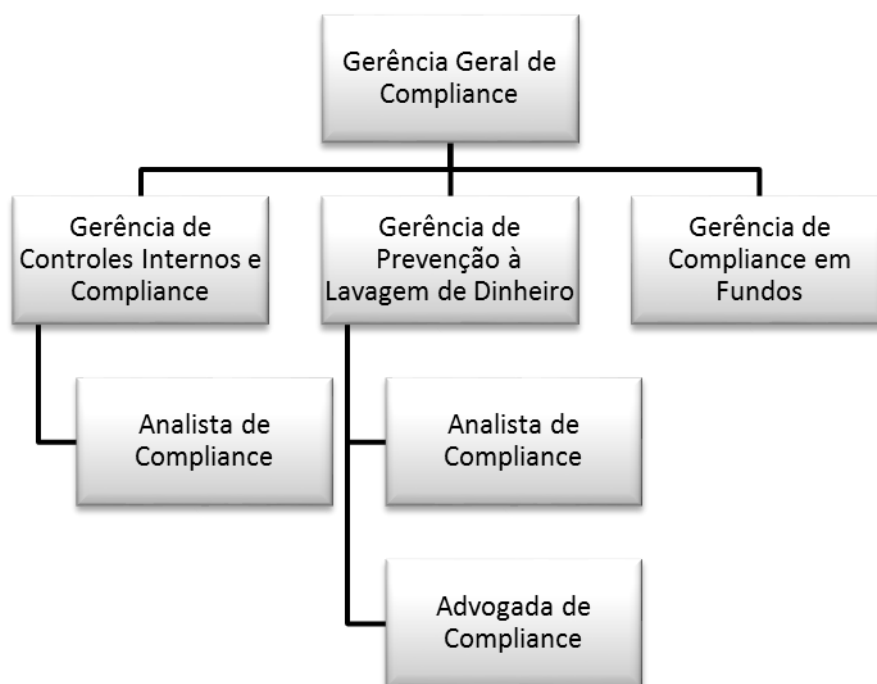 Gerência Geral de
Compliance
Gerência de
Controles Internos e
Compliance
Gerência de
Prevenção à
Lavagem de Dinheiro
Gerência de
Compliance em
Fundos
Analista de
Compliance
Analista de
Compliance
Advogada de
Compliance